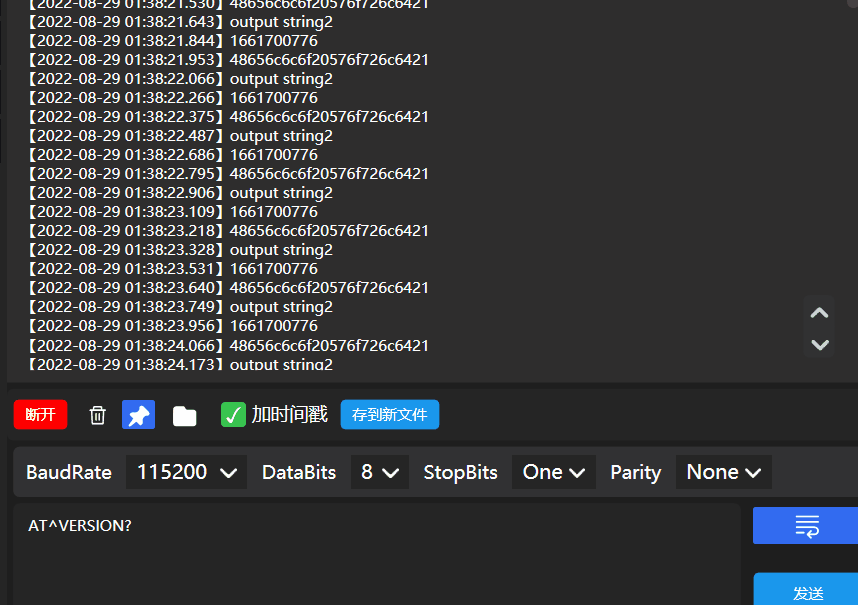 【2022-08-29 01:38:21.530】48656c6c6f20576f726c6421
【2022-08-29 01:38:21.643】output string2
【2022-08-29 01:38:21.844】1661700776
【2022-08-29 01:38:21.953】48656c6c6f20576f726c6421
【2022-08-29 01:38:22.066】output string2
【2022-08-29 01:38:22.266】1661700776
【2022-08-29 01:38:22.375】48656c6c6f20576f726c6421
【2022-08-29 01:38:22.487】output string2
【2022-08-29 01:38:22.686】1661700776
【2022-08-29 01:38:22.795】48656c6c6f20576f726c6421
【2022-08-29 01:38:22.906】output string2
【2022-08-29 01:38:23.109】1661700776
【2022-08-29 01:38:23.218】48656c6c6f20576f726c6421
【2022-08-29 01:38:23.328】output string2
【2022-08-29 01:38:23.531】1661700776
【2022-08-29 01:38:23.640】48656c6c6f20576f726c6421
【2022-08-29 01:38:23.749】output string2
【2022-08-29 01:38:23.956】1661700776
【2022-08-29 01:38:24.066】48656c6c6f20576f726c6421
【2022-08-29 01:38:24.173】output string2
断开 加时间戳 存到新文件
BaudRate 115200 DataBits 8 StopBits One Parity None
AT^VERSION?
发送